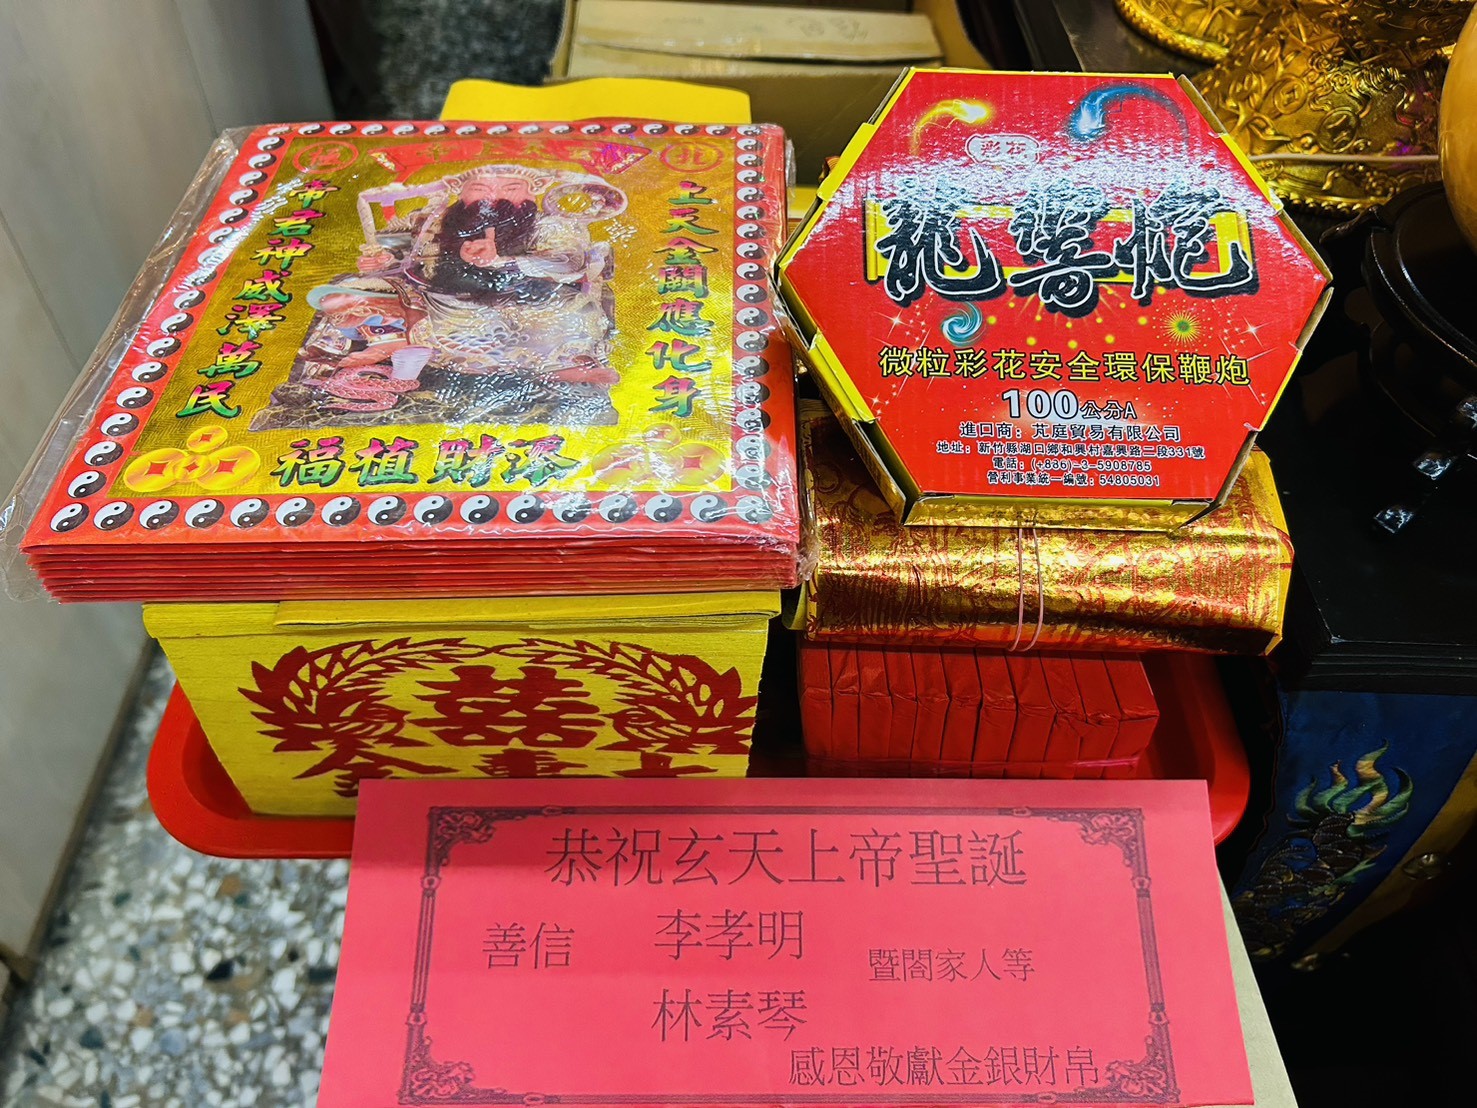 北極
上天金闕應化身
帝君神威澤萬民
福植財添
彩花
龍響炮
微粒彩花安全環保鞭炮
100公分A
進口商：芃庭貿易有限公司
地址：新竹縣湖口鄉和興村嘉興路二段331號
電話：(+886)-3-5908785
營利事業統一編號：54805031
囍
恭祝玄天上帝聖誕
善信
李孝明
林素琴
暨閤家人等
感恩敬獻金銀財帛